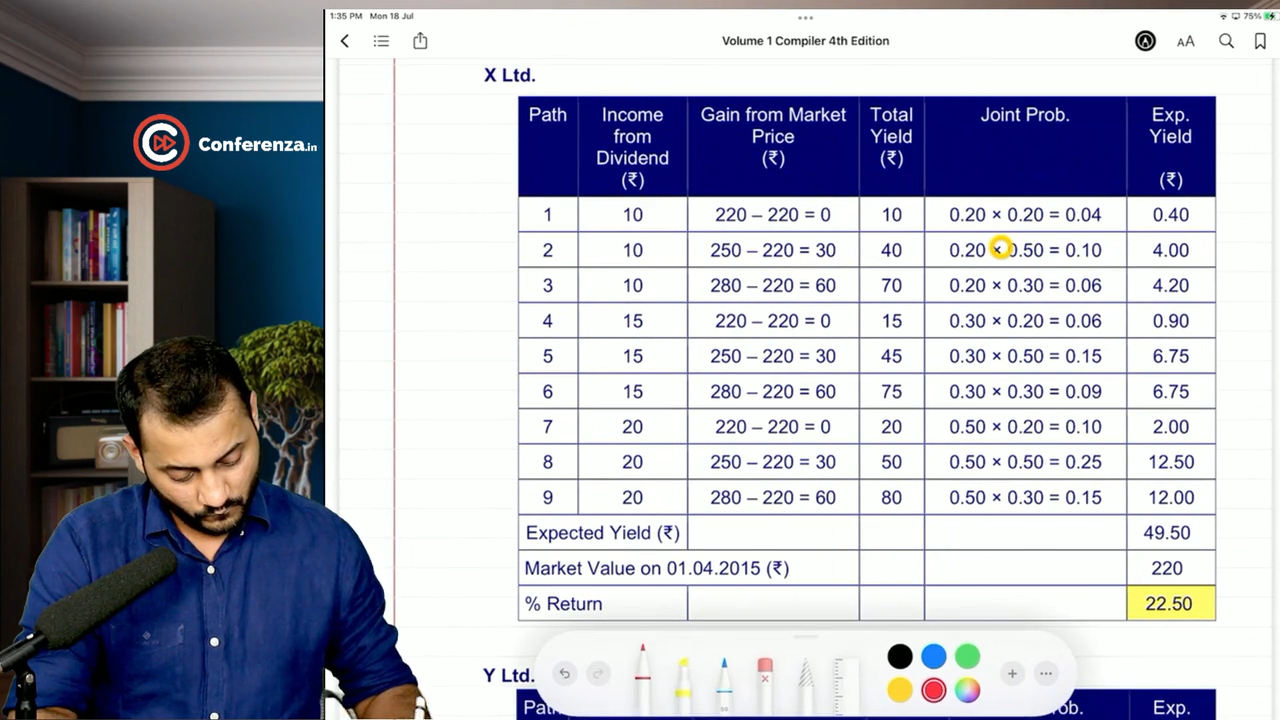 1:35 PM Mon 18 Jul
75%
Volume 1 Compiler 4th Edition
AA
Conferenza.in
X Ltd.
Path Income from Dividend (₹) Gain from Market Price (₹) Total Yield (₹) Joint Prob. Exp. Yield (₹)
1 10 220 – 220 = 0 10 0.20 × 0.20 = 0.04 0.40
2 10 250 – 220 = 30 40 0.20 × 0.50 = 0.10 4.00
3 10 280 – 220 = 60 70 0.20 × 0.30 = 0.06 4.20
4 15 220 – 220 = 0 15 0.30 × 0.20 = 0.06 0.90
5 15 250 – 220 = 30 45 0.30 × 0.50 = 0.15 6.75
6 15 280 – 220 = 60 75 0.30 × 0.30 = 0.09 6.75
7 20 220 – 220 = 0 20 0.50 × 0.20 = 0.10 2.00
8 20 250 – 220 = 30 50 0.50 × 0.50 = 0.25 12.50
9 20 280 – 220 = 60 80 0.50 × 0.30 = 0.15 12.00
Expected Yield (₹) 49.50
Market Value on 01.04.2015 (₹) 220
% Return 22.50
Y Ltd.
Exp.